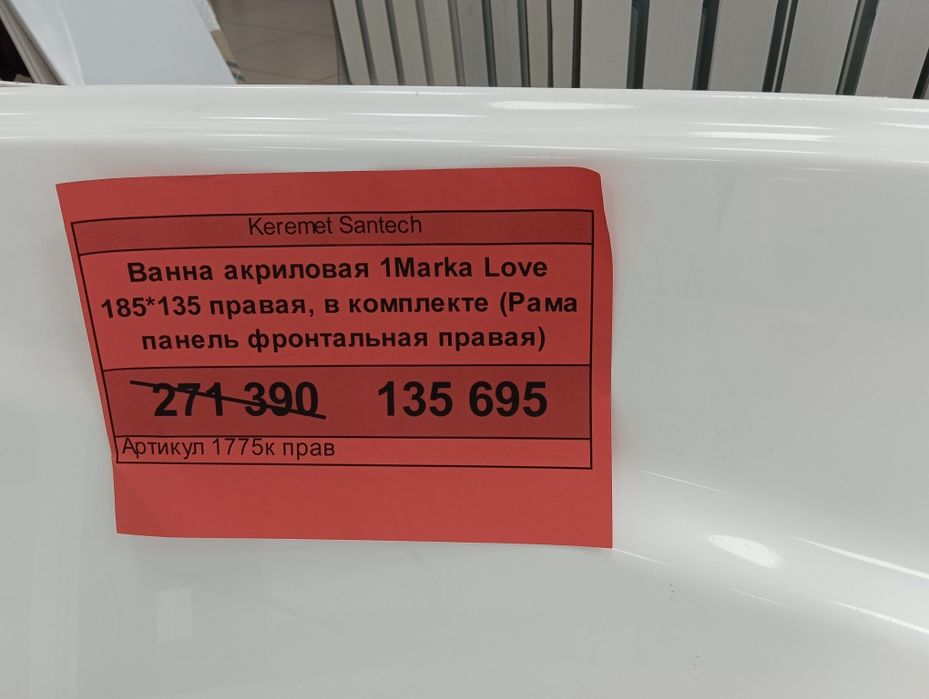 Keremet Santech
Ванна акриловая 1Marka Love
185*135 правая, в комплекте (Рама
панель фронтальная правая)
271 390 135 695
Артикул 1775к прав